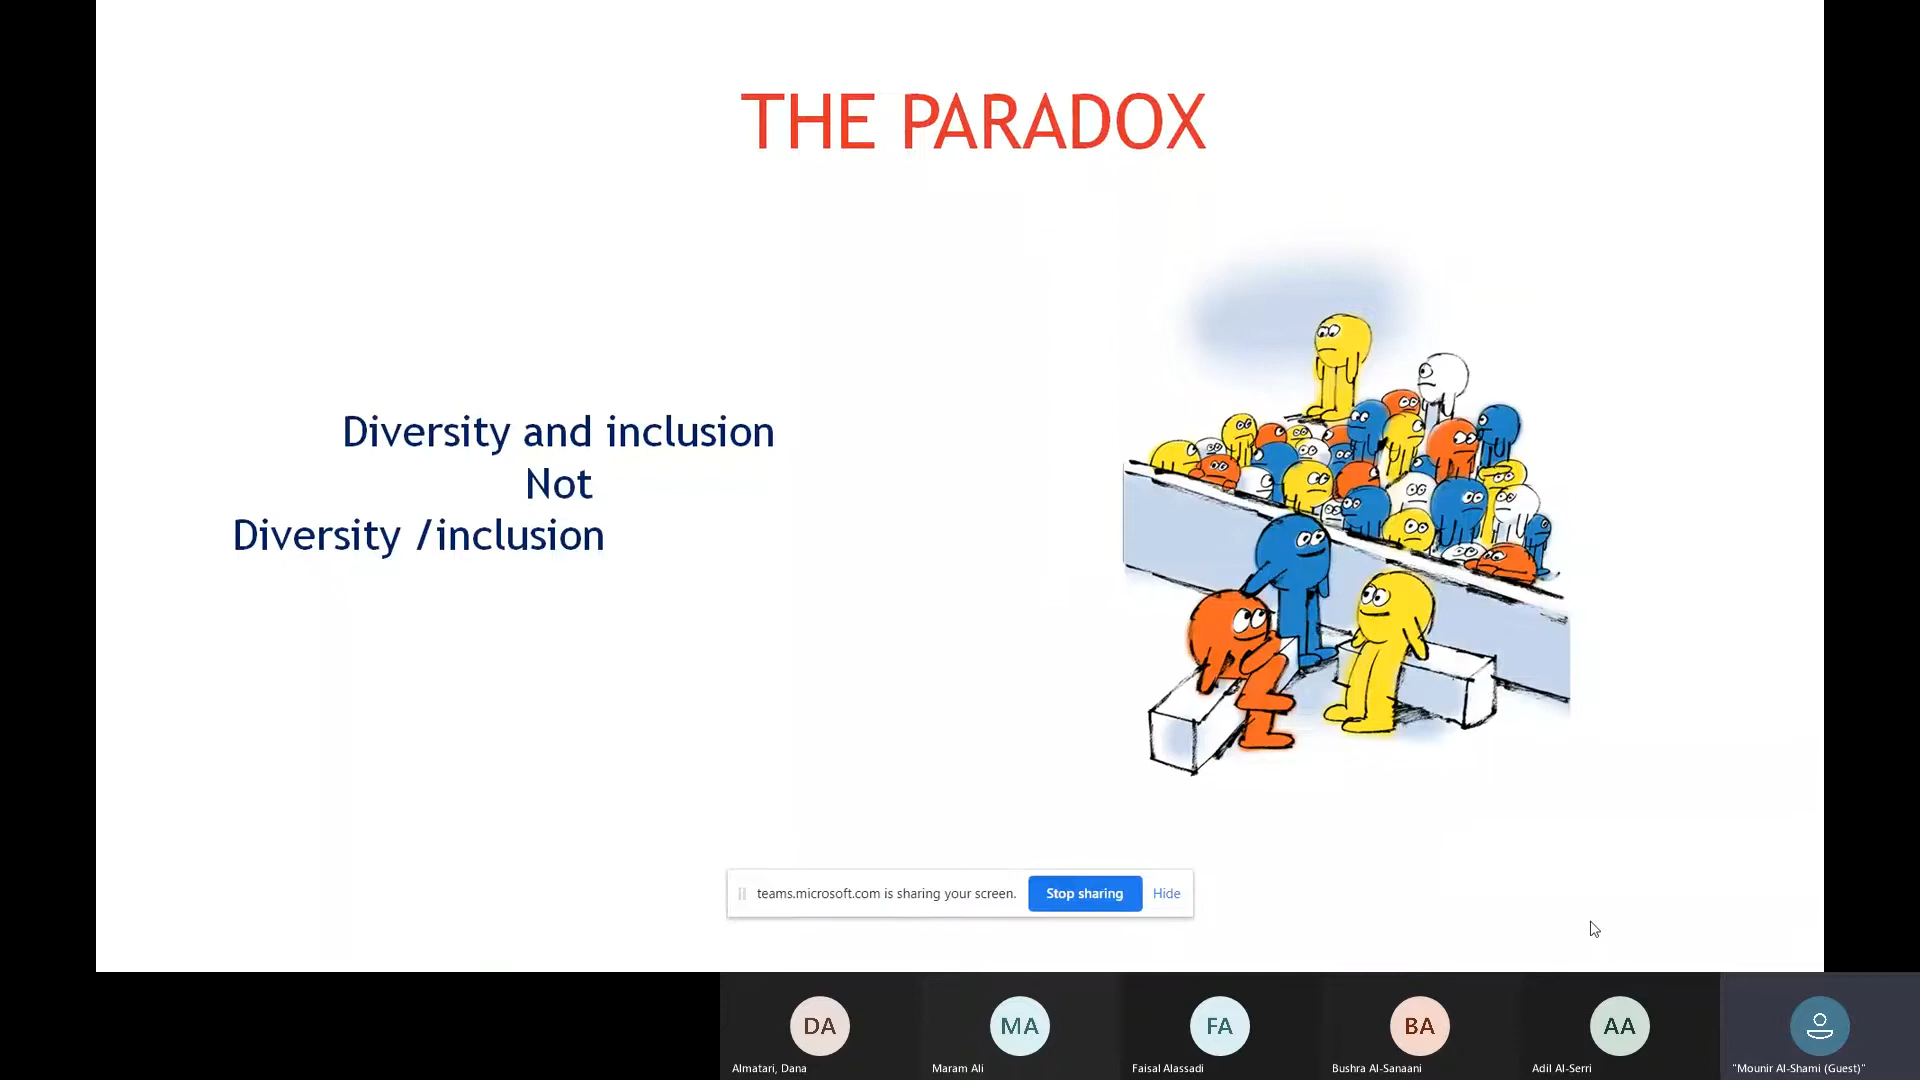 THE PARADOX
Diversity and inclusion
Not
Diversity /inclusion
teams.microsoft.com is sharing your screen.
Stop sharing
Hide
DA
MA
FA
BA
AA
Almatari, Dana
Maram Ali
Faisal Alassadi
Bushra Al-Sanaani
Adil Al-Serri
"Mounir Al-Shami (Guest)"